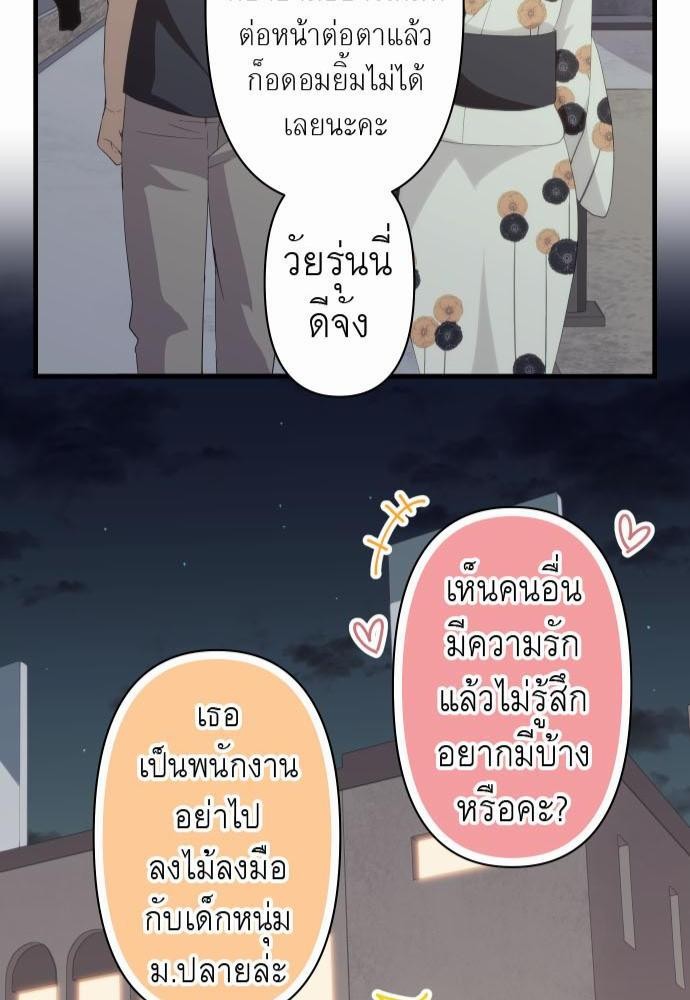 ต่อหน้าต่อตาแล้ว
ก็อดอมยิ้มไม่ได้
เลยนะคะ
วัยรุ่นนี่
ดีจัง
เห็นคนอื่น
มีความรัก
แล้วไม่รู้สึก
อยากมีบ้าง
หรือคะ?
เธอ
เป็นพนักงาน
อย่าไป
ลงไม้ลงมือ
กับเด็กหนุ่ม
ม.ปลายล่ะ